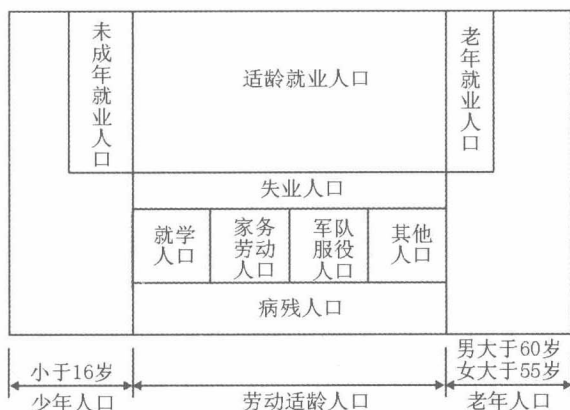 未成年就业人口
适龄就业人口
老年就业人口
失业人口
就学
人口
家务
劳动
人口
军队
服役
人口
其他
人口
病残人口
小于16岁
少年人口
劳动适龄人口
男大于60岁
女大于55岁
老年人口